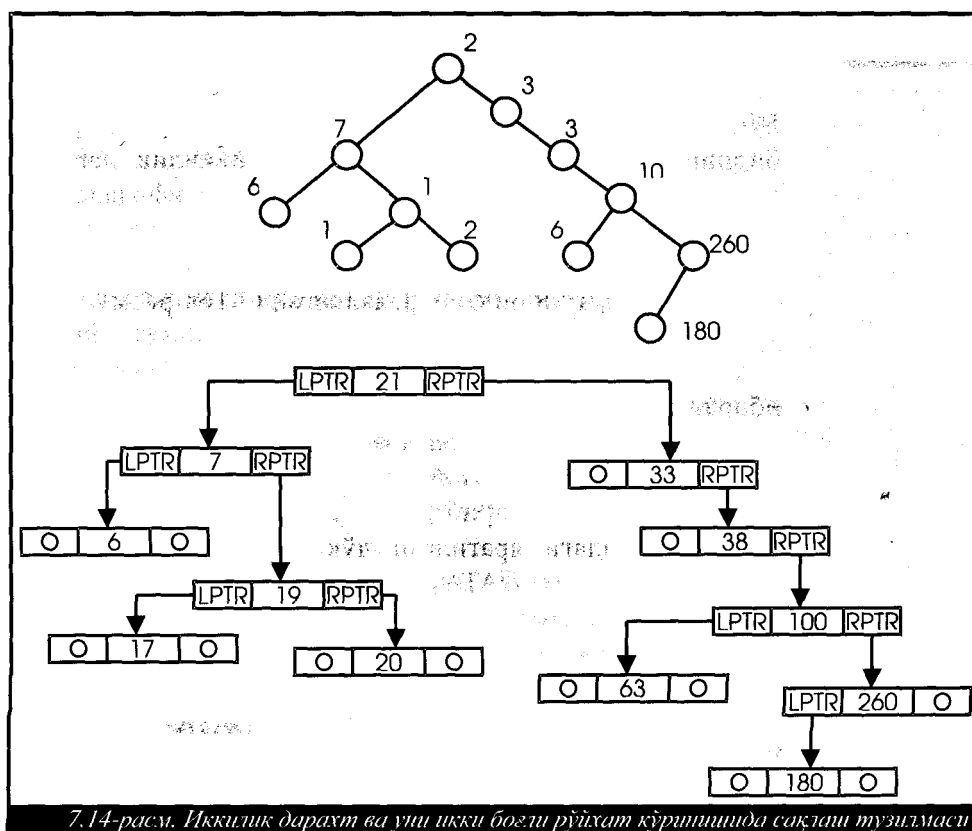 2
3
7
3
6
1
10
1
2
6
260
180
LPTR 21 RPTR
LPTR 7 RPTR
O 33 RPTR
O 6 O
O 38 RPTR
LPTR 19 RPTR
LPTR 100 RPTR
O 17 O
O 20 O
O 63 O
LPTR 260 O
O 180 O
7.14-расм. Иккилик дарахт ва уни икки боғли рўйхат кўринишида сақлаш тузилмаси